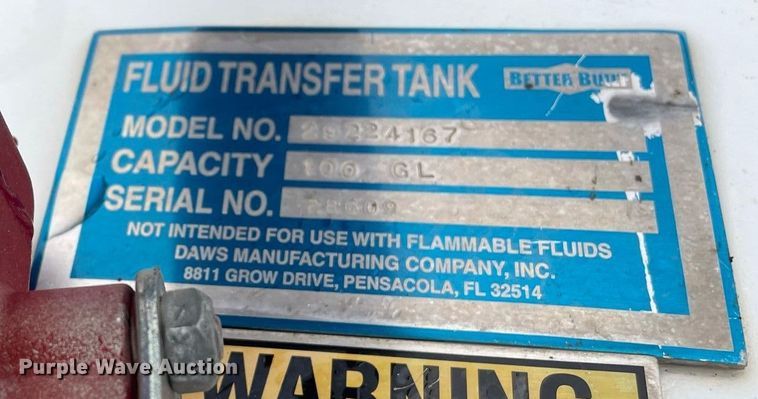 FLUID TRANSFER TANK
BETTER BUILT
MODEL NO. 29224167
CAPACITY 100 GL
SERIAL NO.
NOT INTENDED FOR USE WITH FLAMMABLE FLUIDS
DAWS MANUFACTURING COMPANY, INC.
8811 GROW DRIVE, PENSACOLA, FL 32514
WARNING
Purple Wave Auction